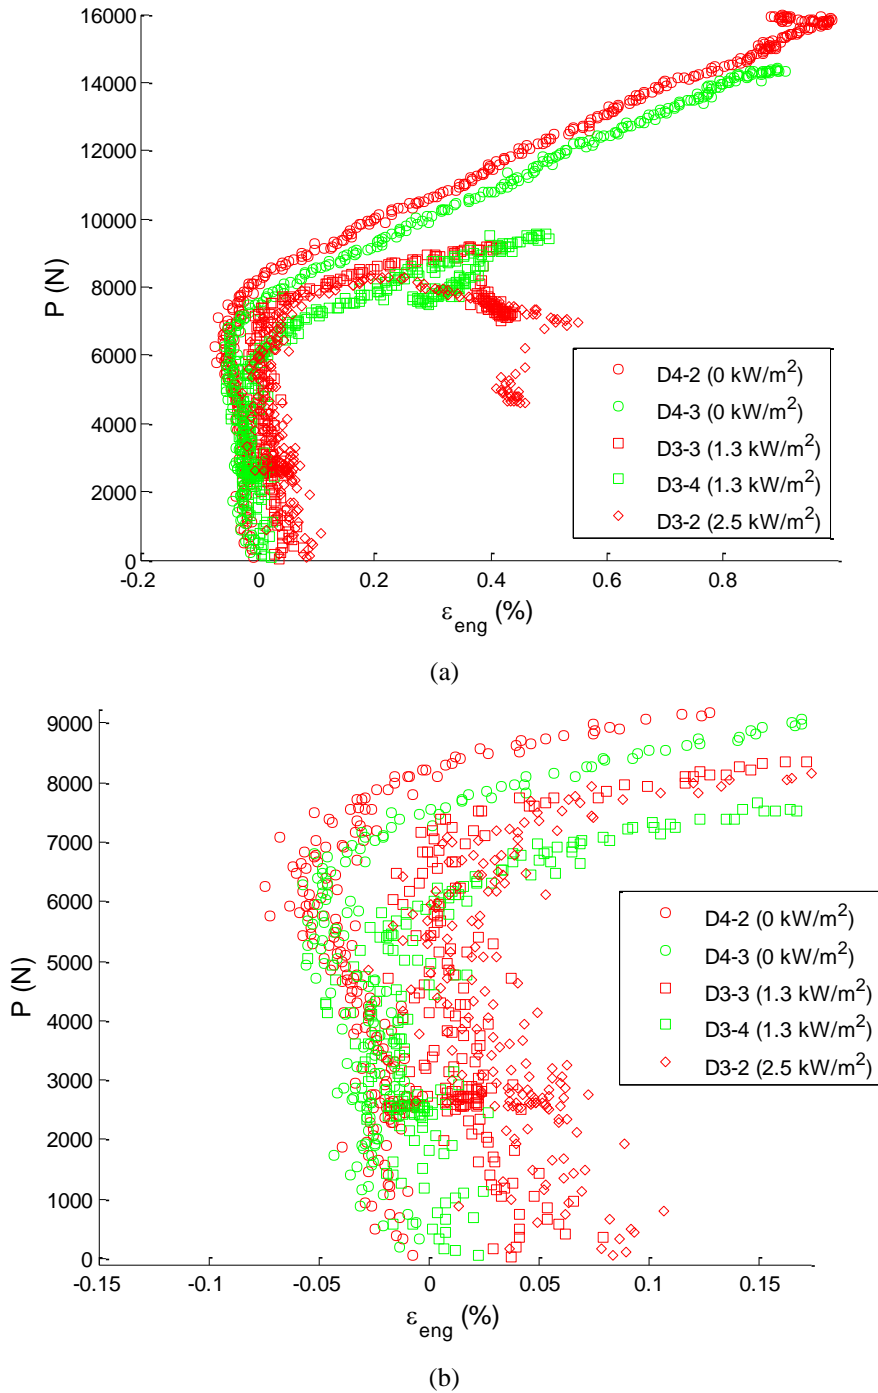 16000
14000
12000
10000
8000
6000
4000
2000
0
P (N)
-0.2
0
0.2
0.4
0.6
0.8
ε_eng (%)
D4-2 (0 kW/m²)
D4-3 (0 kW/m²)
D3-3 (1.3 kW/m²)
D3-4 (1.3 kW/m²)
D3-2 (2.5 kW/m²)
(a)
9000
8000
7000
6000
5000
4000
3000
2000
1000
0
P (N)
-0.15
-0.1
-0.05
0
0.05
0.1
0.15
ε_eng (%)
D4-2 (0 kW/m²)
D4-3 (0 kW/m²)
D3-3 (1.3 kW/m²)
D3-4 (1.3 kW/m²)
D3-2 (2.5 kW/m²)
(b)